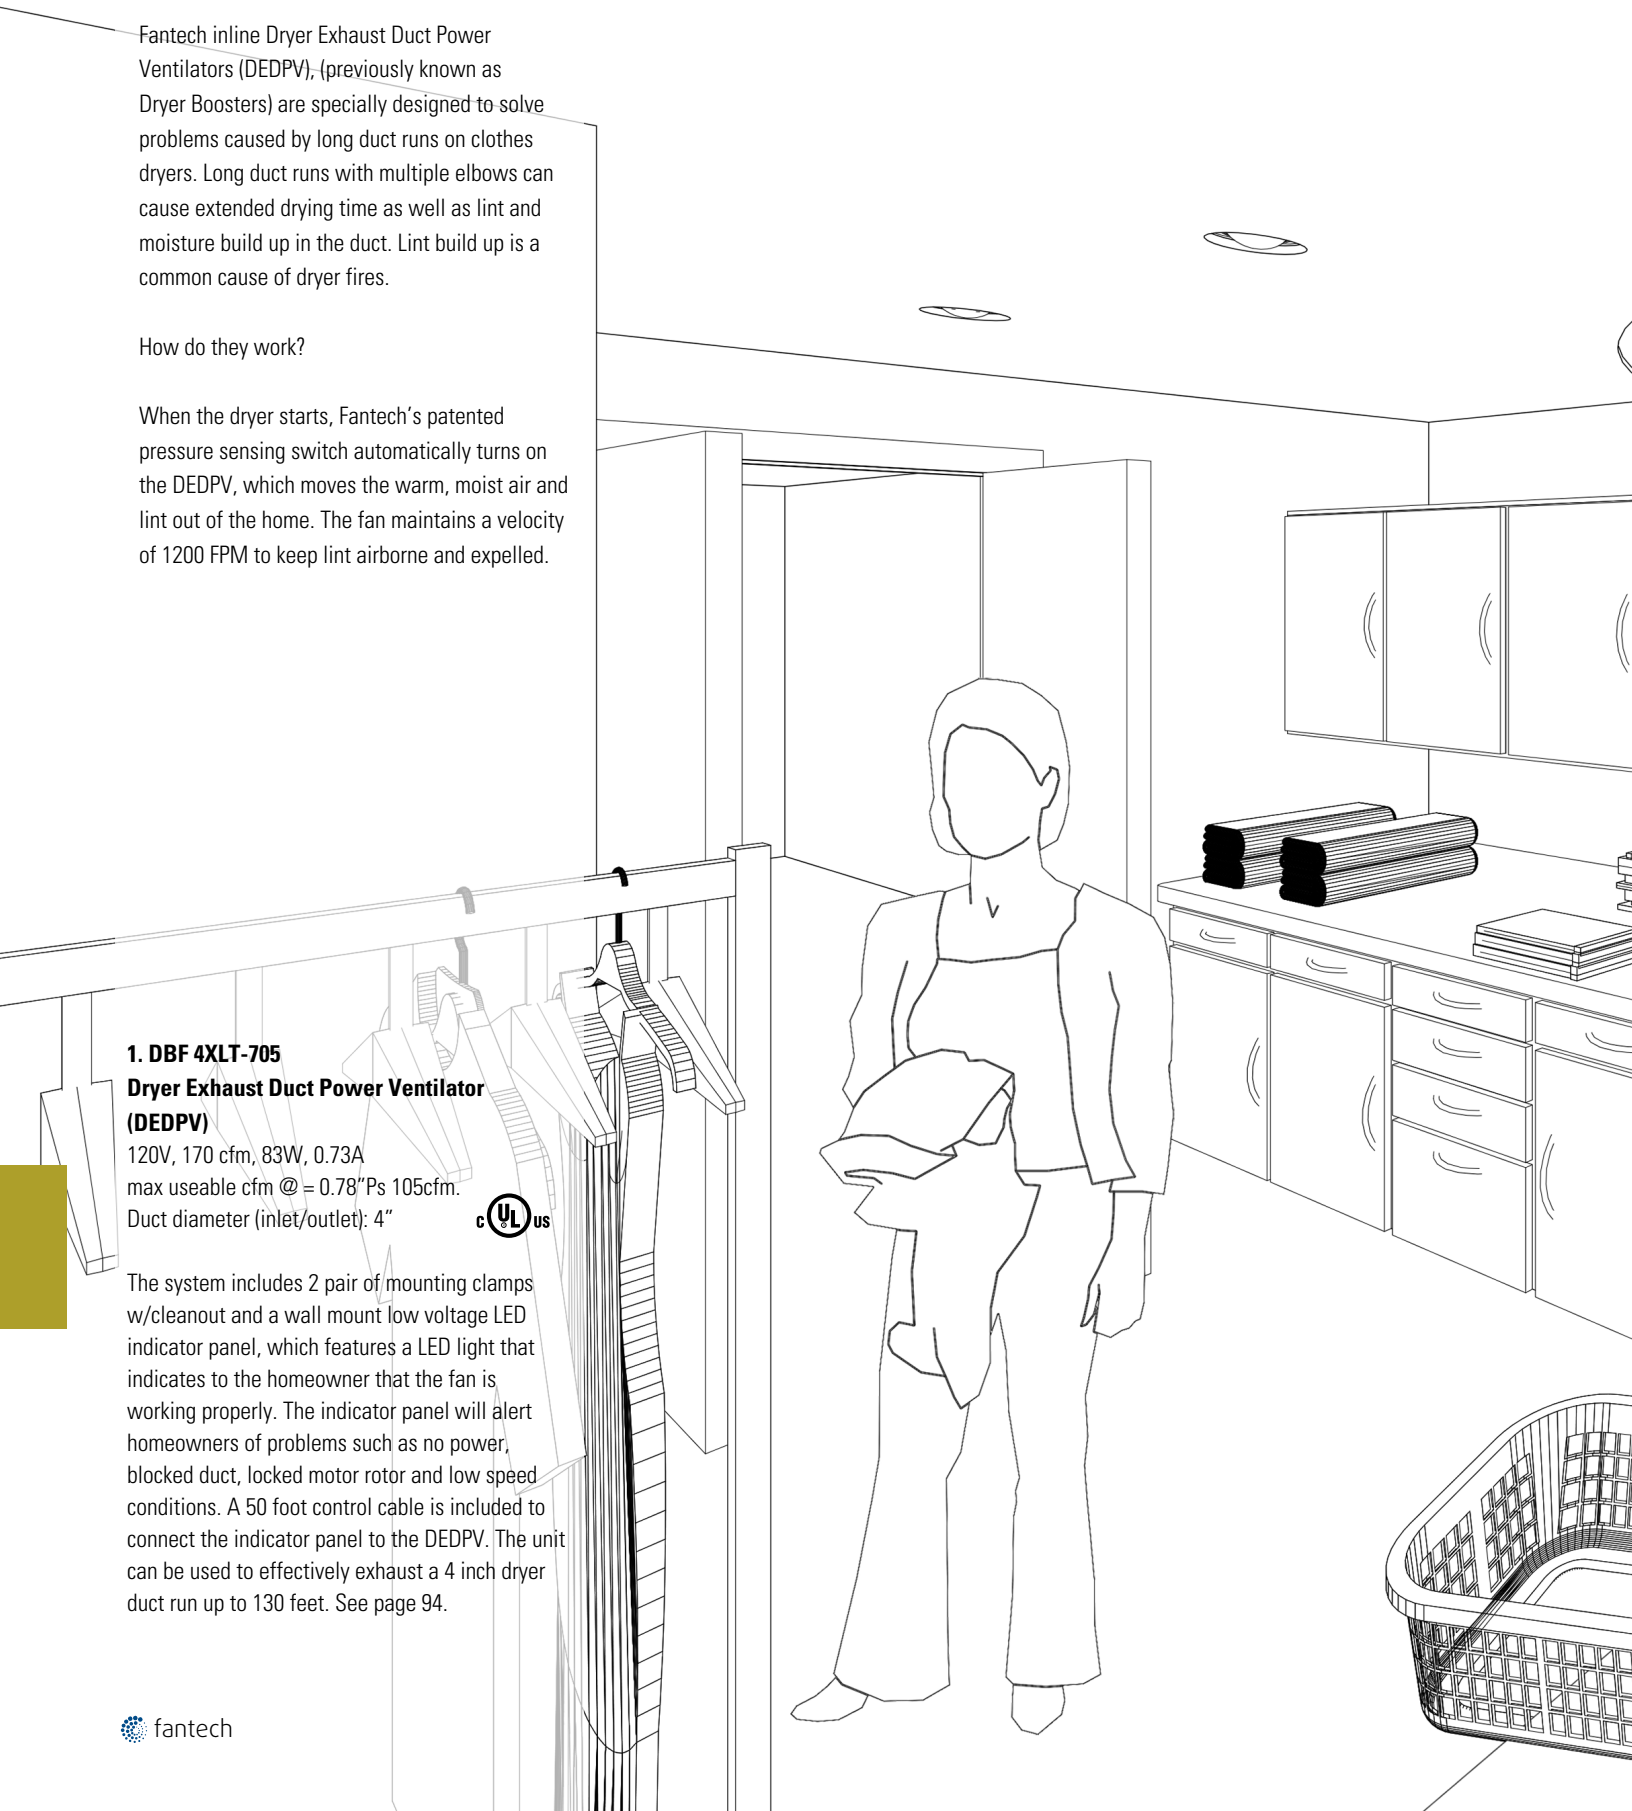 Fantech inline Dryer Exhaust Duct Power
Ventilators (DEDPV), (previously known as
Dryer Boosters) are specially designed to solve
problems caused by long duct runs on clothes
dryers. Long duct runs with multiple elbows can
cause extended drying time as well as lint and
moisture build up in the duct. Lint build up is a
common cause of dryer fires.
How do they work?
When the dryer starts, Fantech's patented
pressure sensing switch automatically turns on
the DEDPV, which moves the warm, moist air and
lint out of the home. The fan maintains a velocity
of 1200 FPM to keep lint airborne and expelled.
1. DBF 4XLT-705
Dryer Exhaust Duct Power Ventilator
(DEDPV)
120V, 170 cfm, 83W, 0.73A
max useable cfm @ = 0.78"Ps 105cfm.
Duct diameter (inlet/outlet): 4"
c UL US
The system includes 2 pair of mounting clamps
w/cleanout and a wall mount low voltage LED
indicator panel, which features a LED light that
indicates to the homeowner that the fan is
working properly. The indicator panel will alert
homeowners of problems such as no power,
blocked duct, locked motor rotor and low speed
conditions. A 50 foot control cable is included to
connect the indicator panel to the DEDPV. The unit
can be used to effectively exhaust a 4 inch dryer
duct run up to 130 feet. See page 94.
fantech